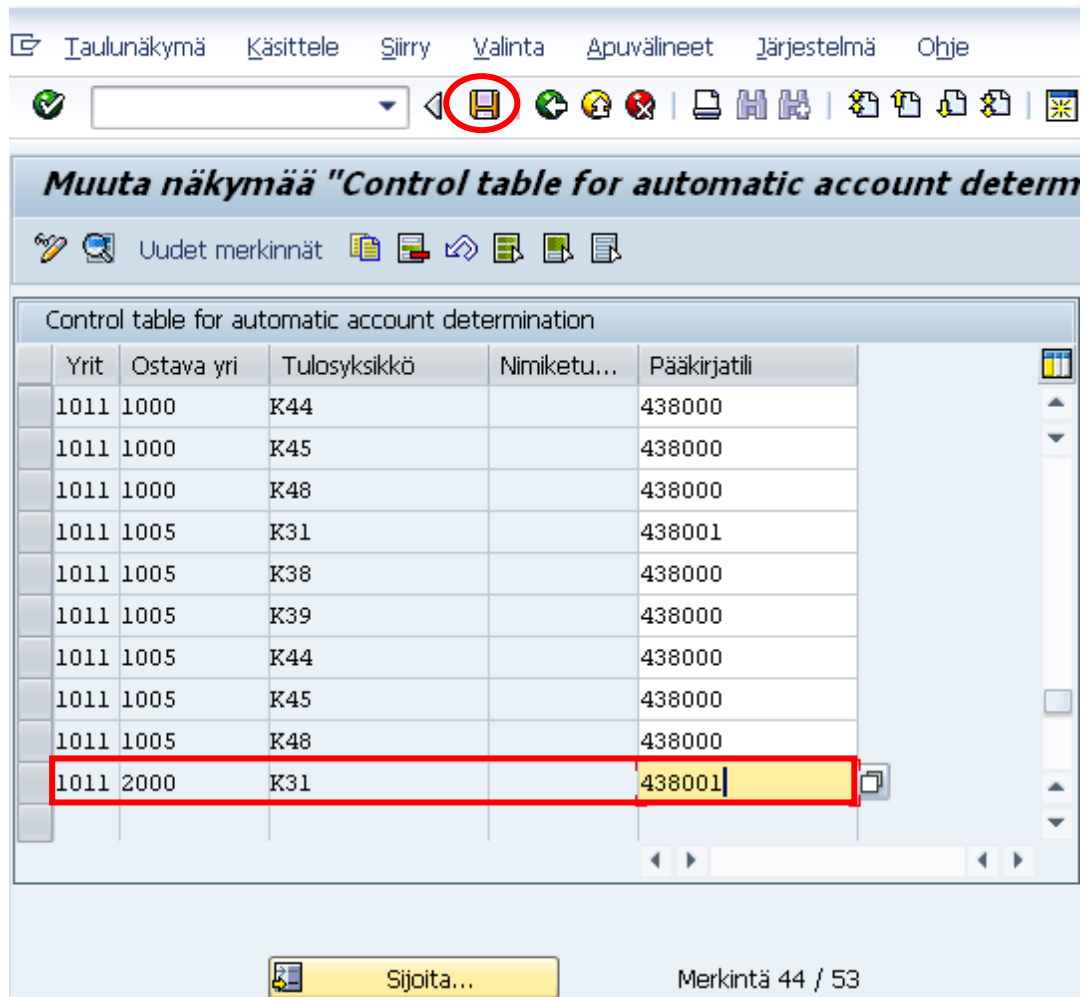 Taulunäkymä Käsittele Siirry Valinta Apuvälineet Järjestelmä Ohje
Muuta näkymää "Control table for automatic account determ
Uudet merkinnät
Control table for automatic account determination
Yrit Ostava yri Tulosyksikkö Nimiketu... Pääkirjatili
1011 1000 K44 438000
1011 1000 K45 438000
1011 1000 K48 438000
1011 1005 K31 438001
1011 1005 K38 438000
1011 1005 K39 438000
1011 1005 K44 438000
1011 1005 K45 438000
1011 1005 K48 438000
1011 2000 K31 438001
Sijoita... Merkintä 44 / 53